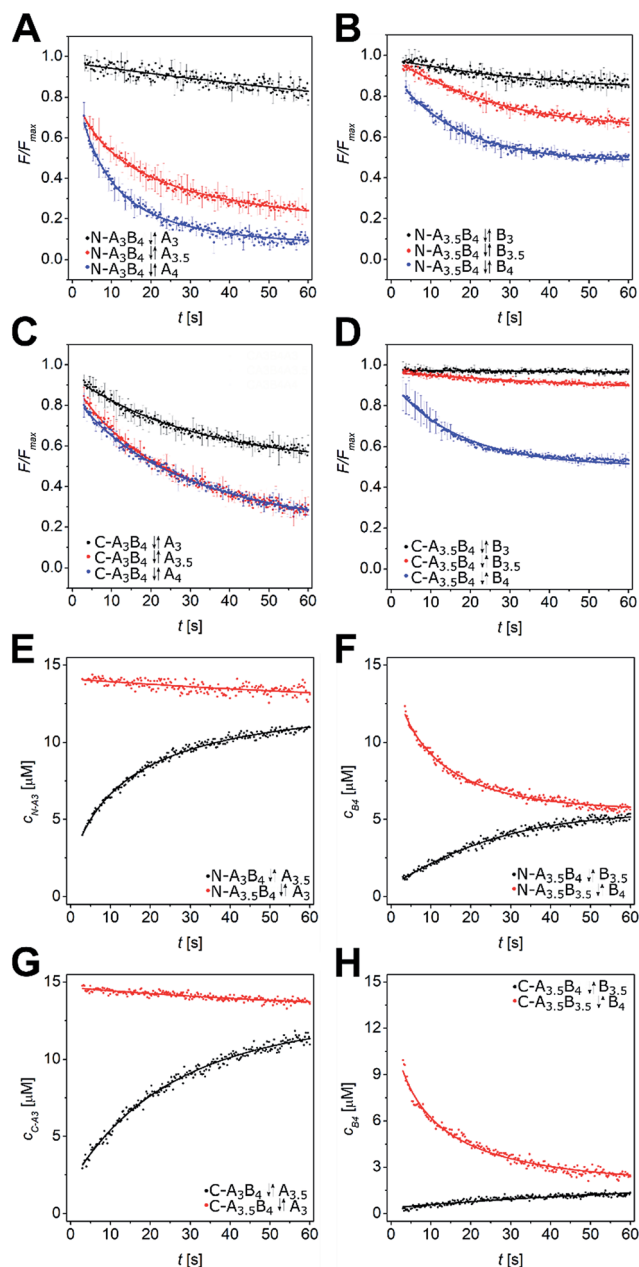 A
F/Fmax
1.0
0.8
0.6
0.4
0.2
0.0
N-A3B4 ↓↑ A3
N-A3B4 ↓↑ A3.5
N-A3B4 ↓↑ A4
0 10 20 30 40 50 60
t [s]
B
F/Fmax
1.0
0.8
0.6
0.4
0.2
0.0
N-A3.5B4 ↓↑ B3
N-A3.5B4 ↓↑ B3.5
N-A3.5B4 ↓↑ B4
0 10 20 30 40 50 60
t [s]
C
F/Fmax
1.0
0.8
0.6
0.4
0.2
0.0
C-A3B4 ↓↑ A3
C-A3B4 ↓↑ A3.5
C-A3B4 ↓↑ A4
0 10 20 30 40 50 60
t [s]
D
F/Fmax
1.0
0.8
0.6
0.4
0.2
0.0
C-A3.5B4 ↓↑ B3
C-A3.5B4 ↓↑ B3.5
C-A3.5B4 ↓↑ B4
0 10 20 30 40 50 60
t [s]
E
cN-A3 [µM]
15
10
5
0
N-A3B4 ↓↑ A3.5
N-A3.5B4 ↓↑ A3
0 10 20 30 40 50 60
t [s]
F
cB4 [µM]
15
10
5
0
N-A3.5B4 ↓↑ B3.5
N-A3.5B3.5 ↓↑ B4
0 10 20 30 40 50 60
t [s]
G
cC-A3 [µM]
15
10
5
0
C-A3B4 ↓↑ A3.5
C-A3.5B4 ↓↑ A3
0 10 20 30 40 50 60
t [s]
H
cB4 [µM]
15
12
9
6
3
0
C-A3.5B4 ↓↑ B3.5
C-A3.5B3.5 ↓↑ B4
0 10 20 30 40 50 60
t [s]